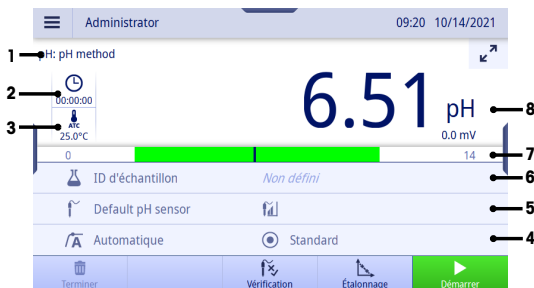 Administrator 09:20 10/14/2021
1 pH: pH method
2 00:00:00
3 ATC
25.0°C
6.51 pH 8
0.0 mV
0 14 7
ID d'échantillon Non défini 6
Default pH sensor 5
A Automatique Standard 4
Terminer Vérification Étalonnage Démarrer